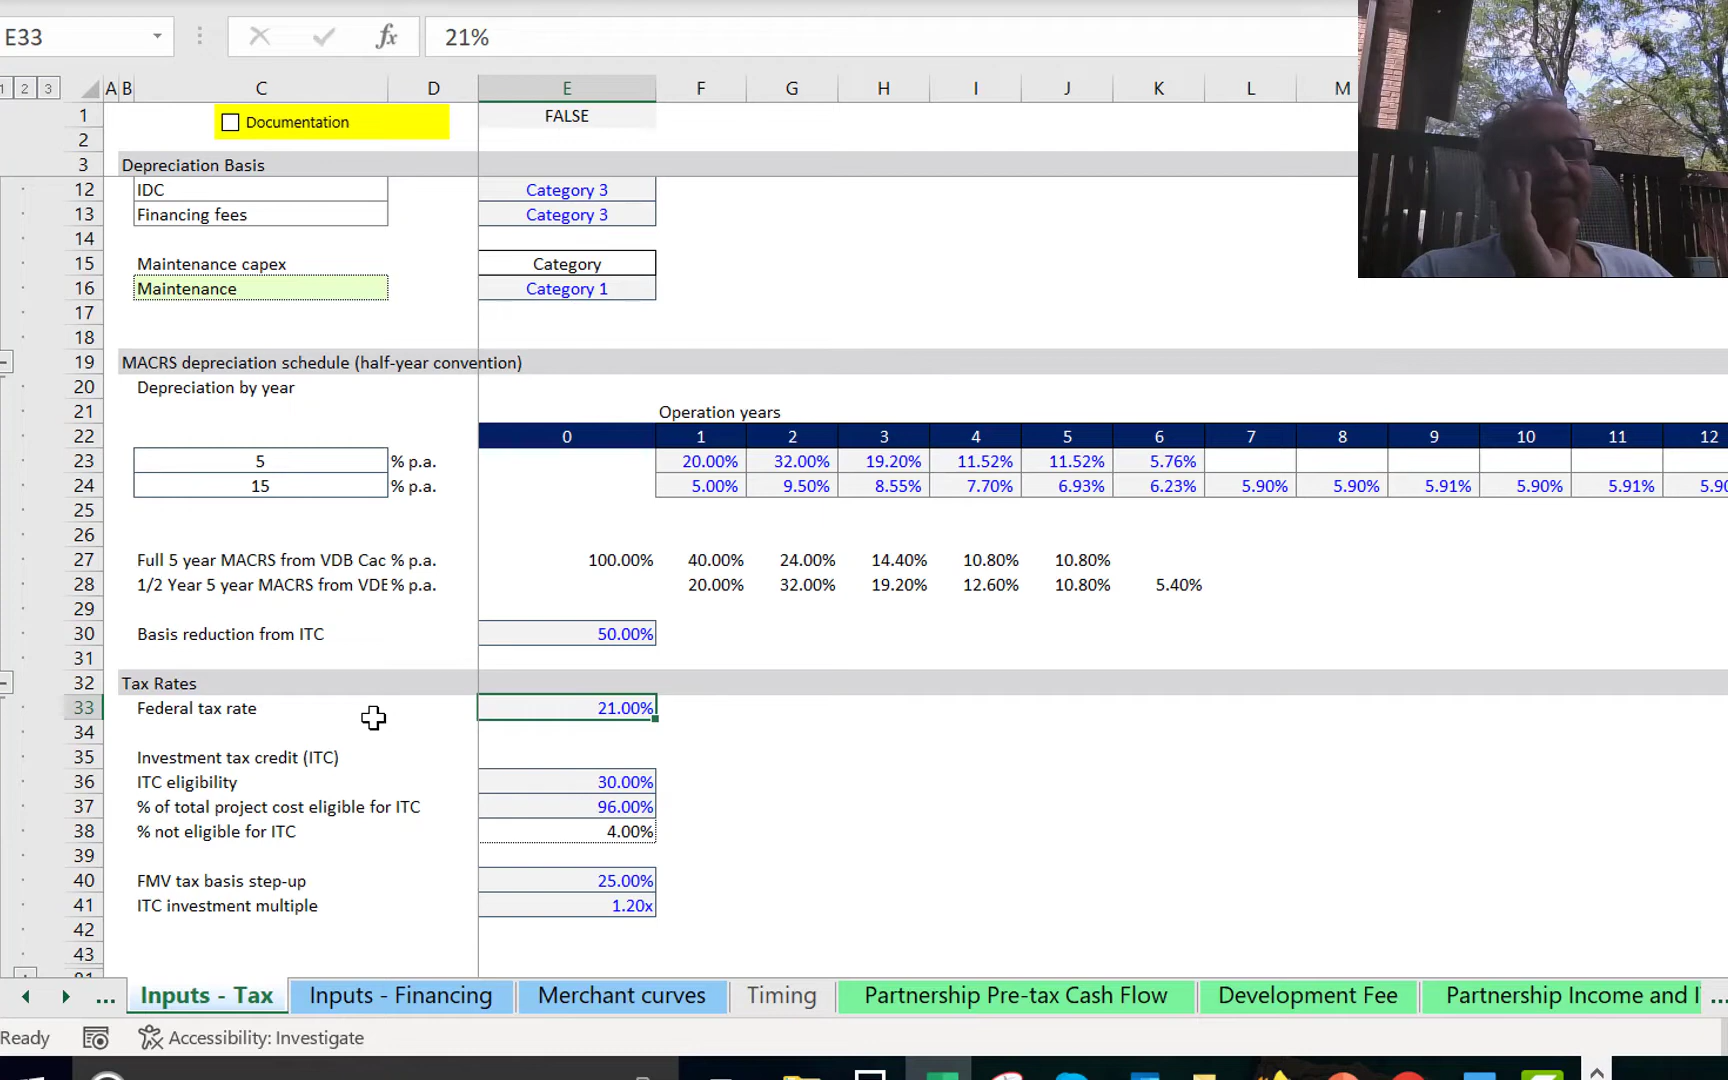 E33
fx
21%
1 2 3
A B C D E F G H I J K L M
1 Documentation FALSE
2
3 Depreciation Basis
12 IDC Category 3
13 Financing fees Category 3
14
15 Maintenance capex Category
16 Maintenance Category 1
17
18
19 MACRS depreciation schedule (half-year convention)
20 Depreciation by year
21 Operation years
22 0 1 2 3 4 5 6 7 8 9 10 11 12
23 5 % p.a. 20.00% 32.00% 19.20% 11.52% 11.52% 5.76%
24 15 % p.a. 5.00% 9.50% 8.55% 7.70% 6.93% 6.23% 5.90% 5.90% 5.91% 5.90% 5.91% 5.90
25
26
27 Full 5 year MACRS from VDB Cac % p.a. 100.00% 40.00% 24.00% 14.40% 10.80% 10.80%
28 1/2 Year 5 year MACRS from VDE % p.a. 20.00% 32.00% 19.20% 12.60% 10.80% 5.40%
29
30 Basis reduction from ITC 50.00%
31
32 Tax Rates
33 Federal tax rate 21.00%
34
35 Investment tax credit (ITC)
36 ITC eligibility 30.00%
37 % of total project cost eligible for ITC 96.00%
38 % not eligible for ITC 4.00%
39
40 FMV tax basis step-up 25.00%
41 ITC investment multiple 1.20x
42
43
... Inputs - Tax Inputs - Financing Merchant curves Timing Partnership Pre-tax Cash Flow Development Fee Partnership Income and I ...
Ready Accessibility: Investigate